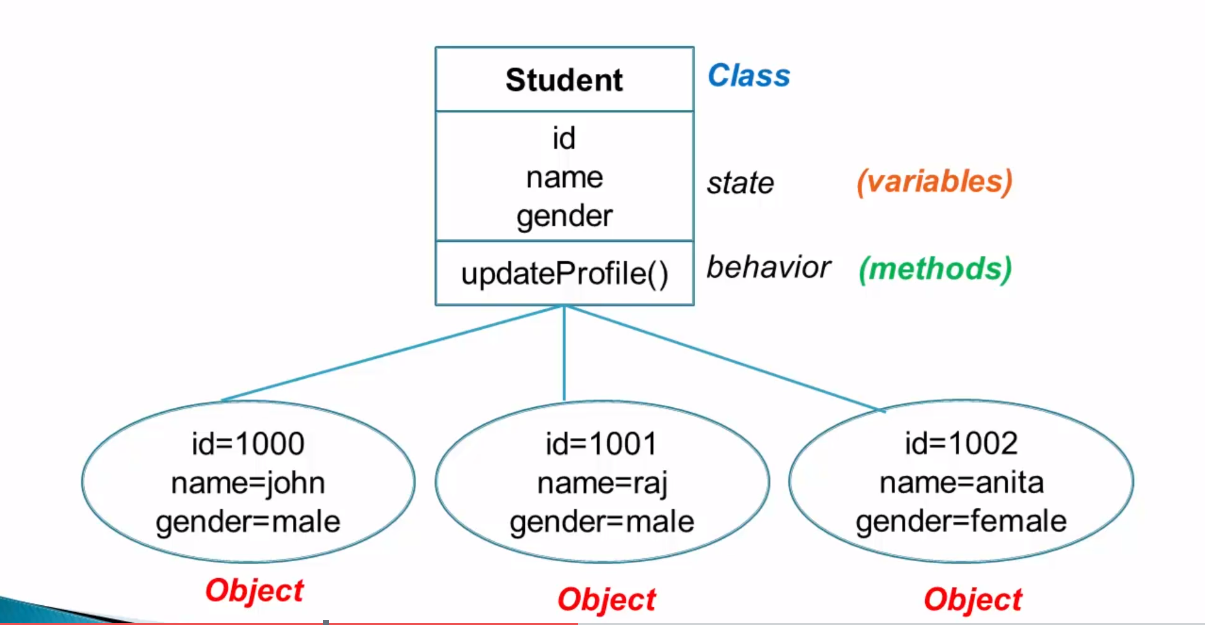 Student
Class
id
name
gender
state (variables)
updateProfile()
behavior (methods)
id=1000
name=john
gender=male
Object
id=1001
name=raj
gender=male
Object
id=1002
name=anita
gender=female
Object